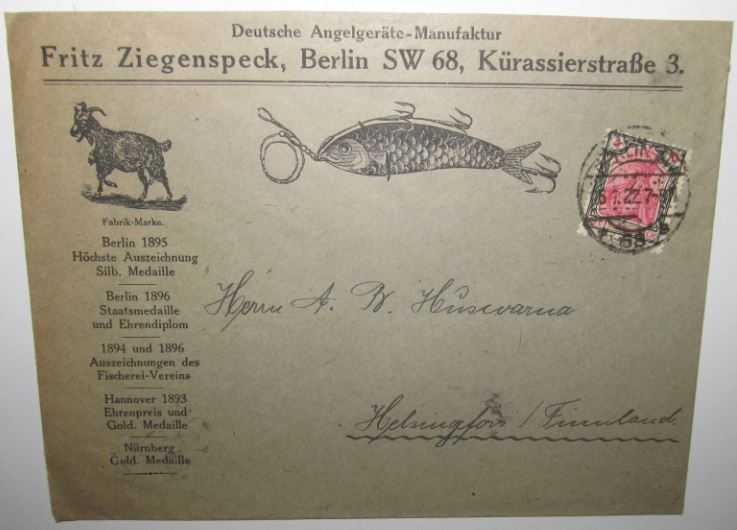 Deutsche Angelgeräte-Manufaktur
Fritz Ziegenspeck, Berlin SW 68, Kürassierstraße 3.
Fabrik-Marke.
Berlin 1895
Höchste Auszeichnung
Silb. Medaille
Berlin 1896
Staatsmedaille
und Ehrendiplom
1894 und 1896
Auszeichnungen des
Fischerei-Vereins
Hannover 1893
Ehrenpreis und
Gold. Medaille
Nürnberg
Gold. Medaille
Herrn A. B. Huswarna
Helsingfors / Finnland.